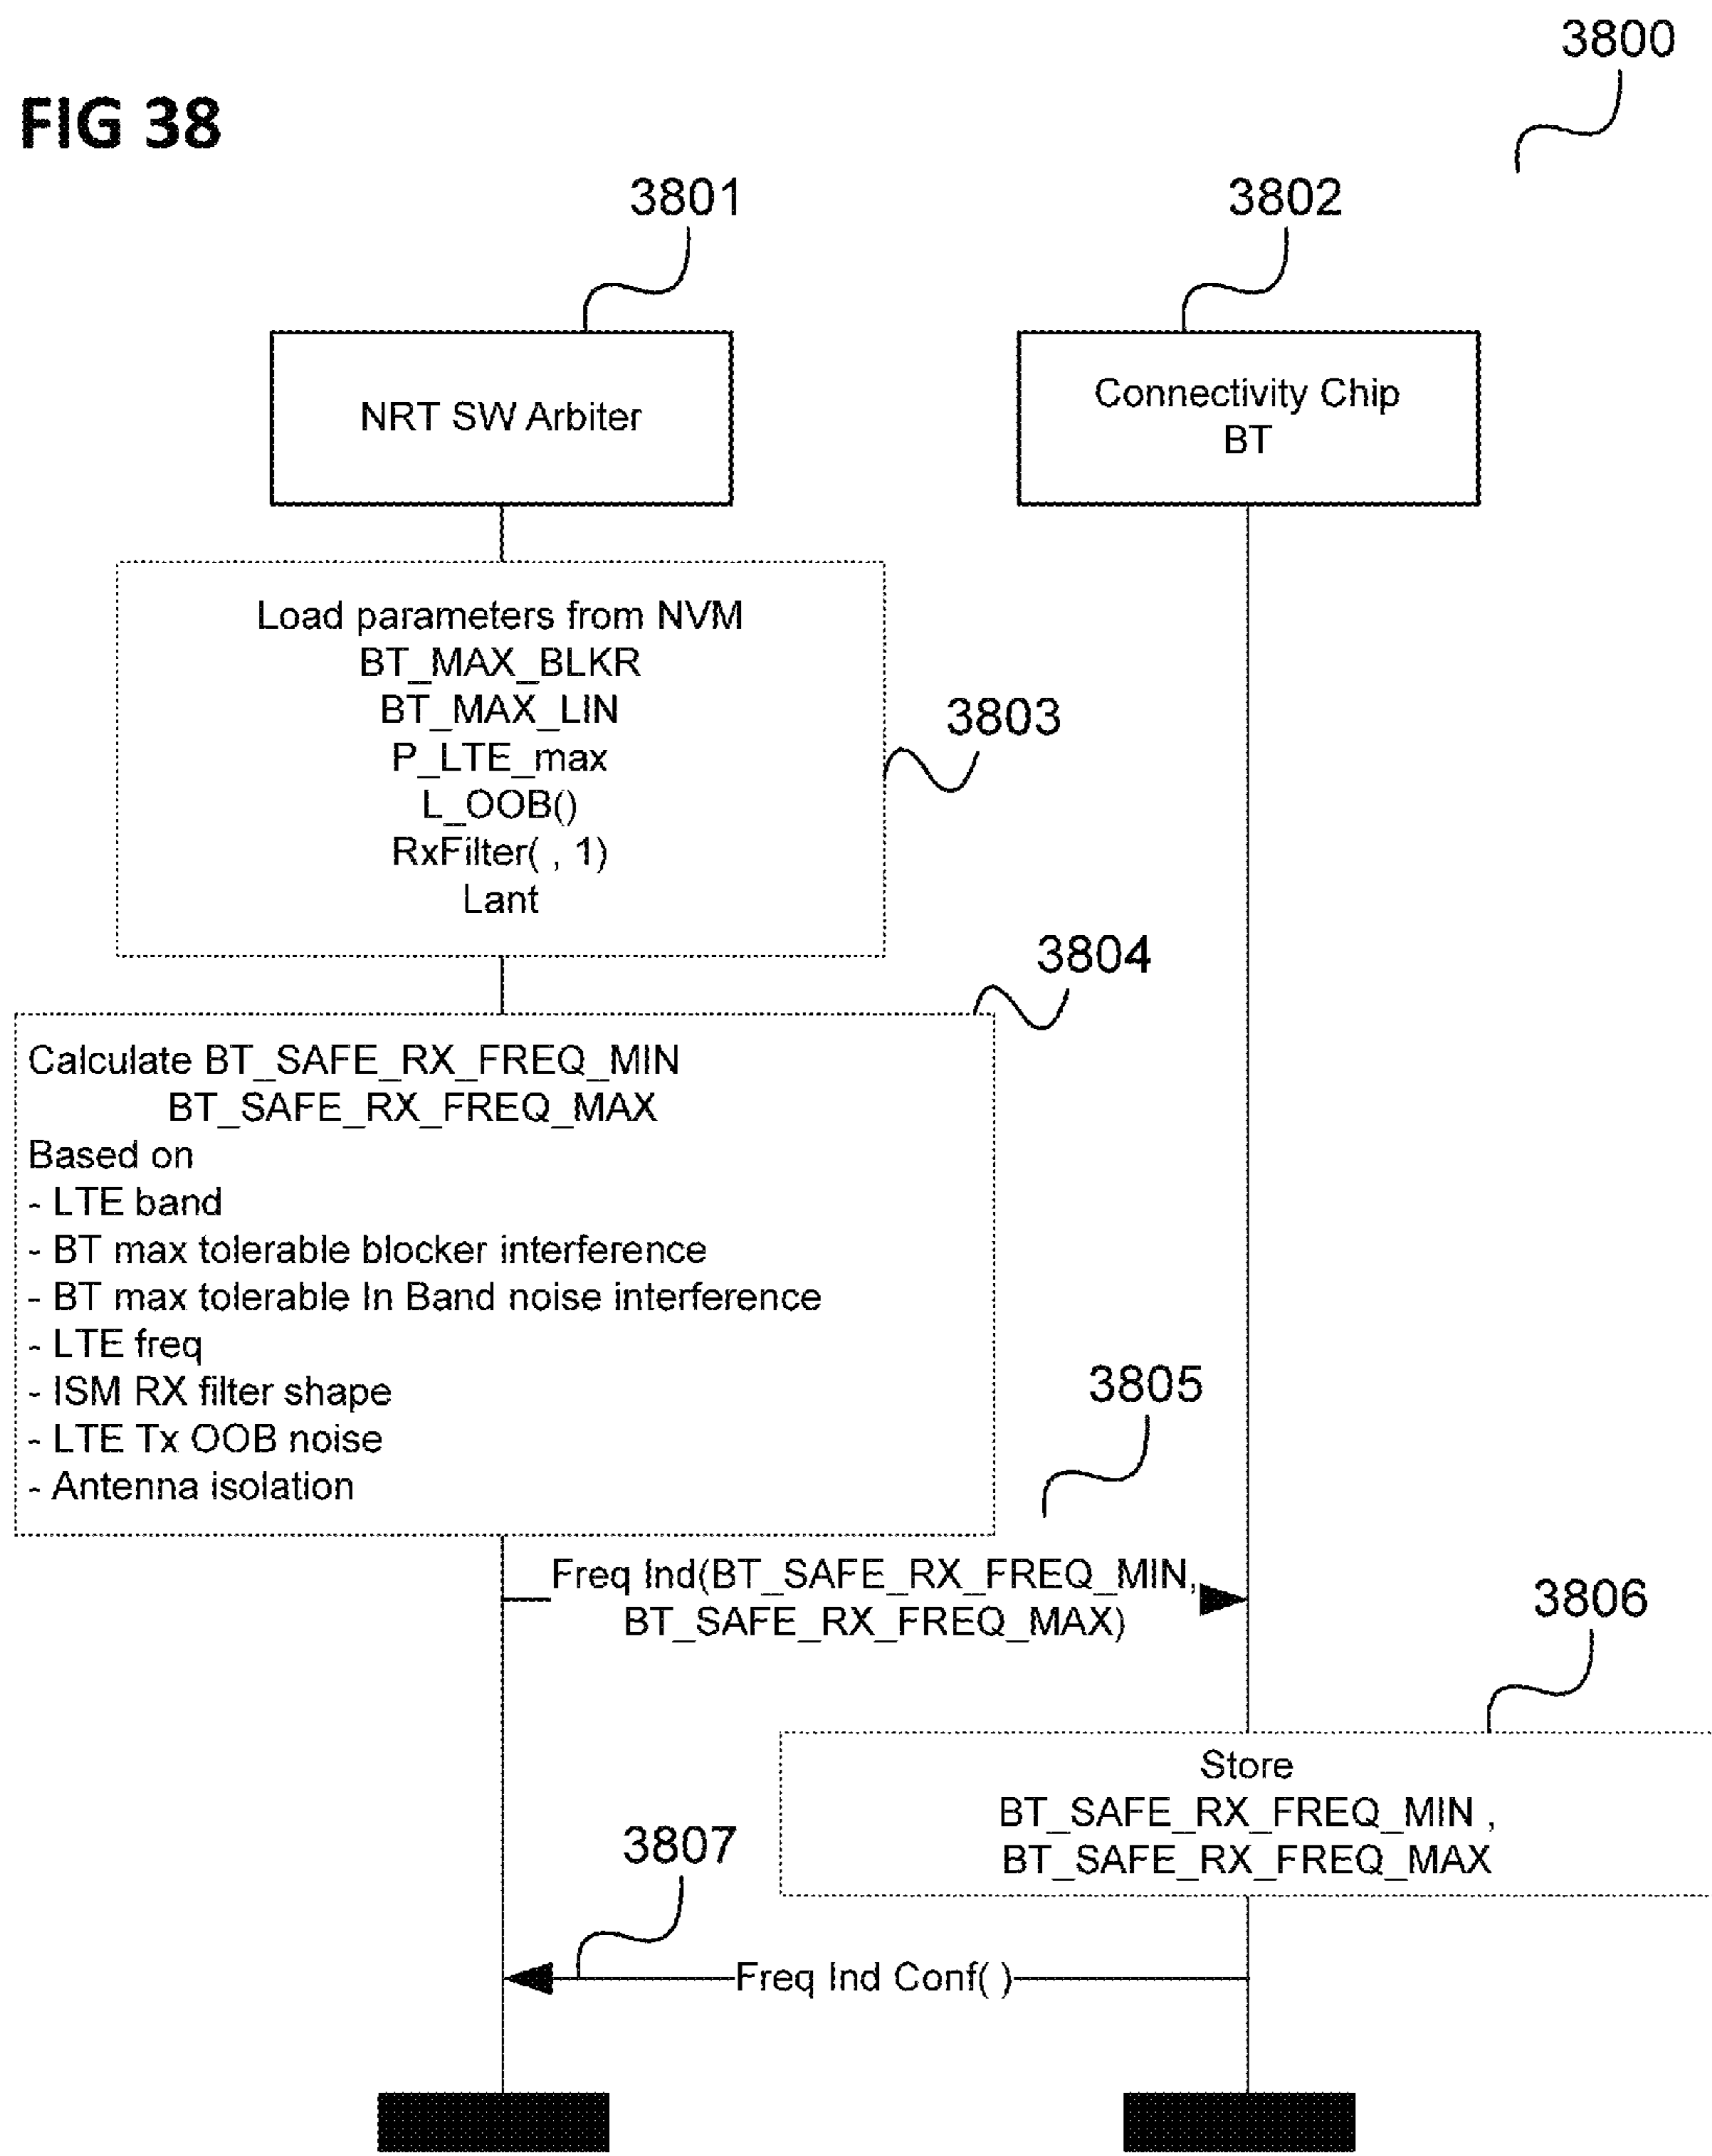 3800
FIG 38
3801
3802
NRT SW Arbiter
Connectivity Chip
BT
Load parameters from NVM
BT_MAX_BLKR
BT_MAX_LIN
P_LTE_max
L_OOB()
RxFilter( , 1)
Lant
3803
3804
Calculate BT_SAFE_RX_FREQ_MIN
BT_SAFE_RX_FREQ_MAX
Based on
- LTE band
- BT max tolerable blocker interference
- BT max tolerable In Band noise interference
- LTE freq
- ISM RX filter shape
- LTE Tx OOB noise
- Antenna isolation
3805
Freq Ind(BT_SAFE_RX_FREQ_MIN,
BT_SAFE_RX_FREQ_MAX)
3806
Store
BT_SAFE_RX_FREQ_MIN ,
BT_SAFE_RX_FREQ_MAX
3807
Freq Ind Conf( )